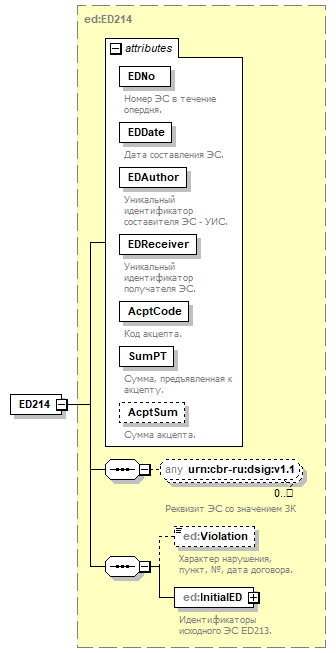 ed:ED214
attributes
EDNo
Номер ЭС в течение
опердня.
EDDate
Дата составления ЭС.
EDAuthor
Уникальный
идентификатор
составителя ЭС - УИС.
EDReceiver
Уникальный
идентификатор
получателя ЭС.
AcptCode
Код акцепта.
SumPT
Сумма, предъявленная к
акцепту.
AcptSum
Сумма акцепта.
ED214
any urn:cbr-ru:dsig:v1.1
0..□
Реквизит ЭС со значением ЗК
ed:Violation
Характер нарушения,
пункт, №, дата договора.
ed:InitialED
Идентификаторы
исходного ЭС ED213.